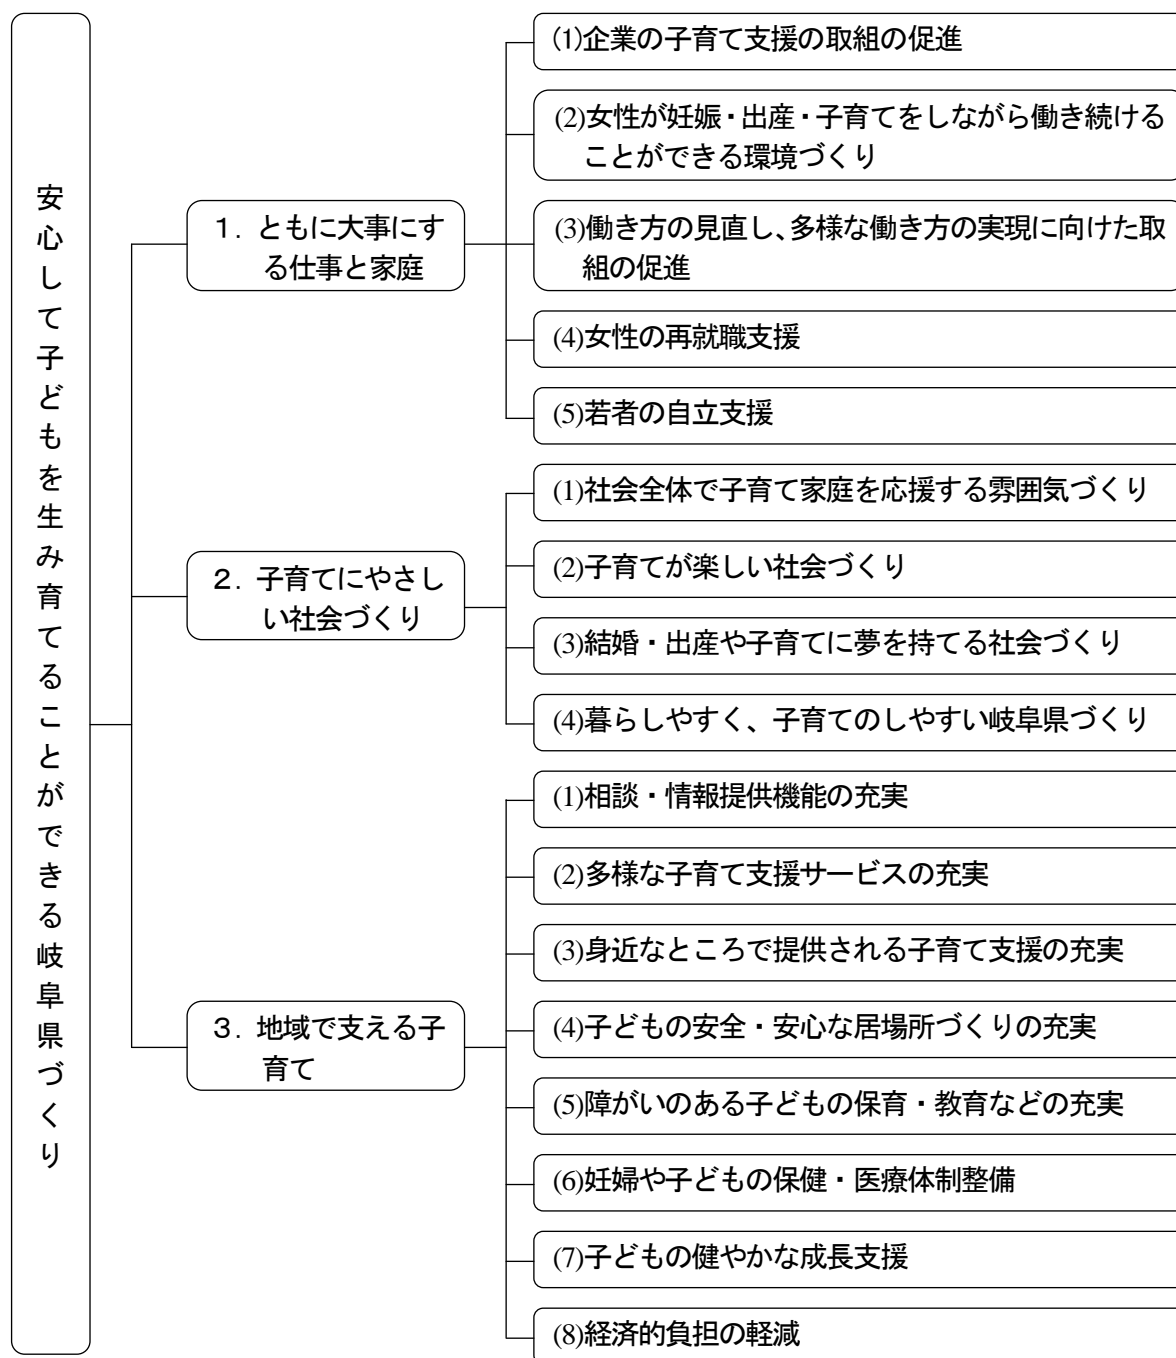 安心して子どもを生み育てることができる岐阜県づくり
1．ともに大事にす
る仕事と家庭
(1)企業の子育て支援の取組の促進
(2)女性が妊娠・出産・子育てをしながら働き続ける
ことができる環境づくり
(3)働き方の見直し、多様な働き方の実現に向けた取
組の促進
(4)女性の再就職支援
(5)若者の自立支援
2．子育てにやさし
い社会づくり
(1)社会全体で子育て家庭を応援する雰囲気づくり
(2)子育てが楽しい社会づくり
(3)結婚・出産や子育てに夢を持てる社会づくり
(4)暮らしやすく、子育てのしやすい岐阜県づくり
3．地域で支える子
育て
(1)相談・情報提供機能の充実
(2)多様な子育て支援サービスの充実
(3)身近なところで提供される子育て支援の充実
(4)子どもの安全・安心な居場所づくりの充実
(5)障がいのある子どもの保育・教育などの充実
(6)妊婦や子どもの保健・医療体制整備
(7)子どもの健やかな成長支援
(8)経済的負担の軽減